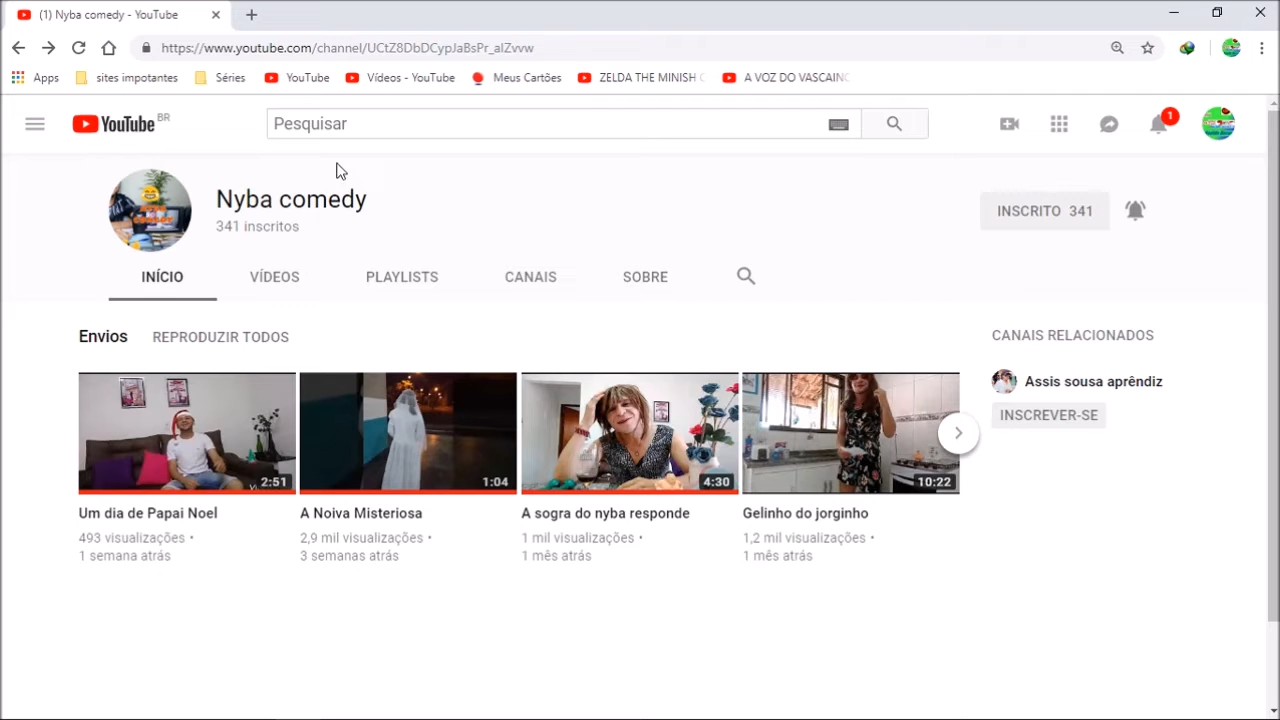 (1) Nyba comedy - YouTube
https://www.youtube.com/channel/UCtZ8DbDCypJaBsPr_aIZvvw
Apps sites impotantes Séries YouTube Vídeos - YouTube Meus Cartões ZELDA THE MINISH A VOZ DO VASCAINO
YouTube BR
Pesquisar
1
Nyba comedy
341 inscritos
INSCRITO 341
INÍCIO VÍDEOS PLAYLISTS CANAIS SOBRE
Envios REPRODUZIR TODOS
CANAIS RELACIONADOS
Assis sousa aprêndiz
INSCREVER-SE
2:51 1:04 4:30 10:22
Um dia de Papai Noel
493 visualizações •
1 semana atrás
A Noiva Misteriosa
2,9 mil visualizações •
3 semanas atrás
A sogra do nyba responde
1 mil visualizações •
1 mês atrás
Gelinho do jorginho
1,2 mil visualizações •
1 mês atrás